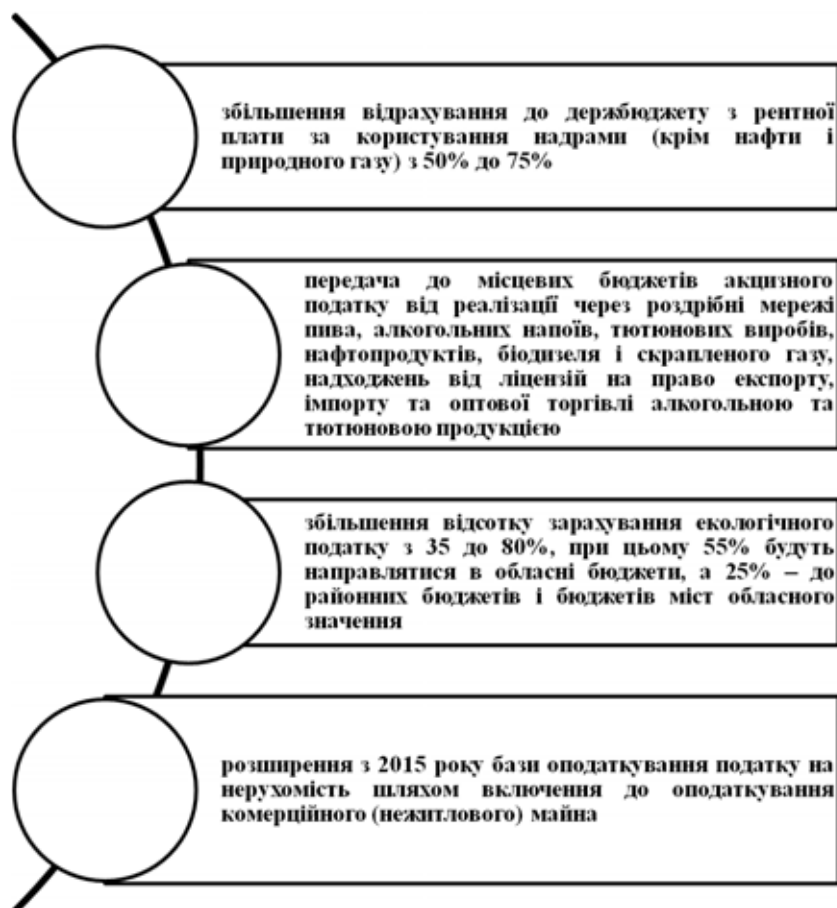 збільшення відрахування до держбюджету з рентної
плати за користування надрами (крім нафти і
природного газу) з 50% до 75%
передача до місцевих бюджетів акцизного
податку від реалізації через роздрібні мережі
пива, алкогольних напоїв, тютюнових виробів,
нафтопродуктів, біодизеля і скрапленого газу,
надходжень від ліцензій на право експорту,
імпорту та оптової торгівлі алкогольною та
тютюновою продукцією
збільшення відсотку зарахування екологічного
податку з 35 до 80%, при цьому 55% будуть
направлятися в обласні бюджети, а 25% – до
районних бюджетів і бюджетів міст обласного
значення
розширення з 2015 року бази оподаткування податку на
нерухомість шляхом включення до оподаткування
комерційного (нежитлового) майна